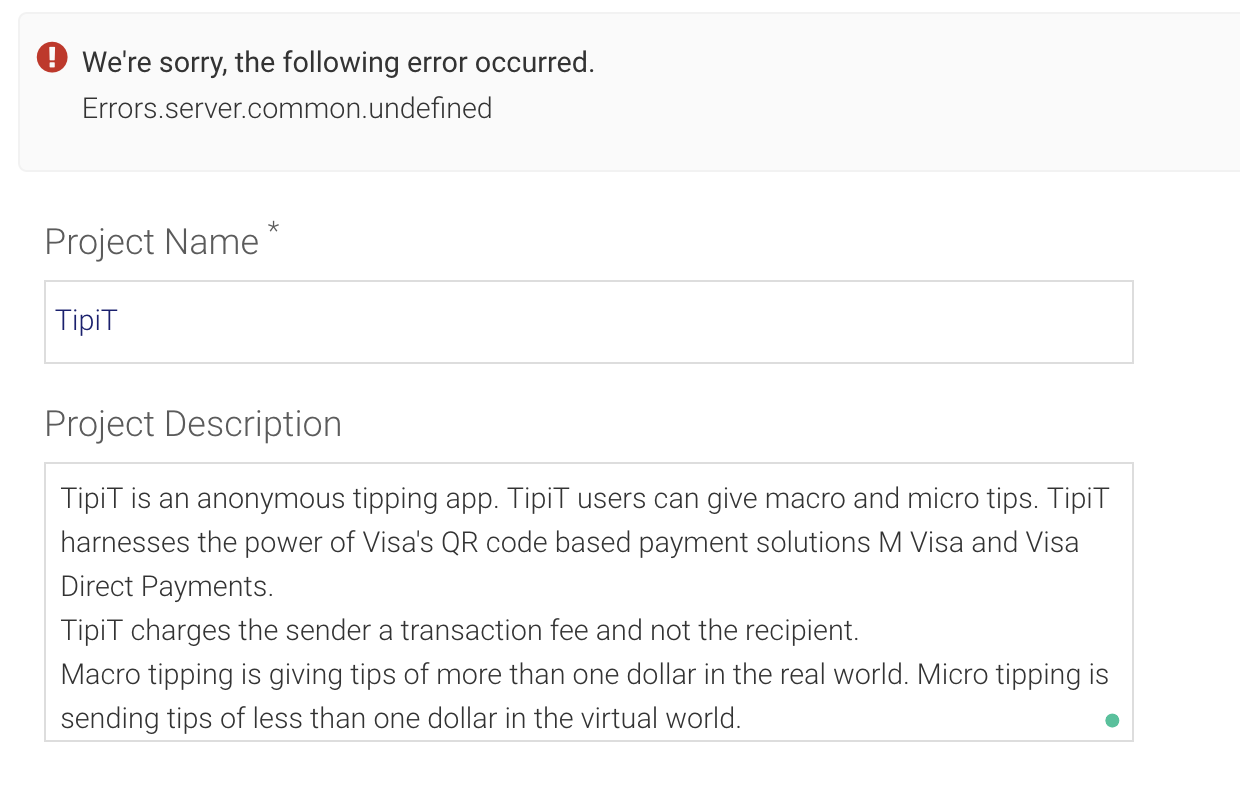 We're sorry, the following error occurred.
Errors.server.common.undefined
Project Name *
TipiT
Project Description
TipiT is an anonymous tipping app. TipiT users can give macro and micro tips. TipiT
harnesses the power of Visa's QR code based payment solutions M Visa and Visa
Direct Payments.
TipiT charges the sender a transaction fee and not the recipient.
Macro tipping is giving tips of more than one dollar in the real world. Micro tipping is
sending tips of less than one dollar in the virtual world.